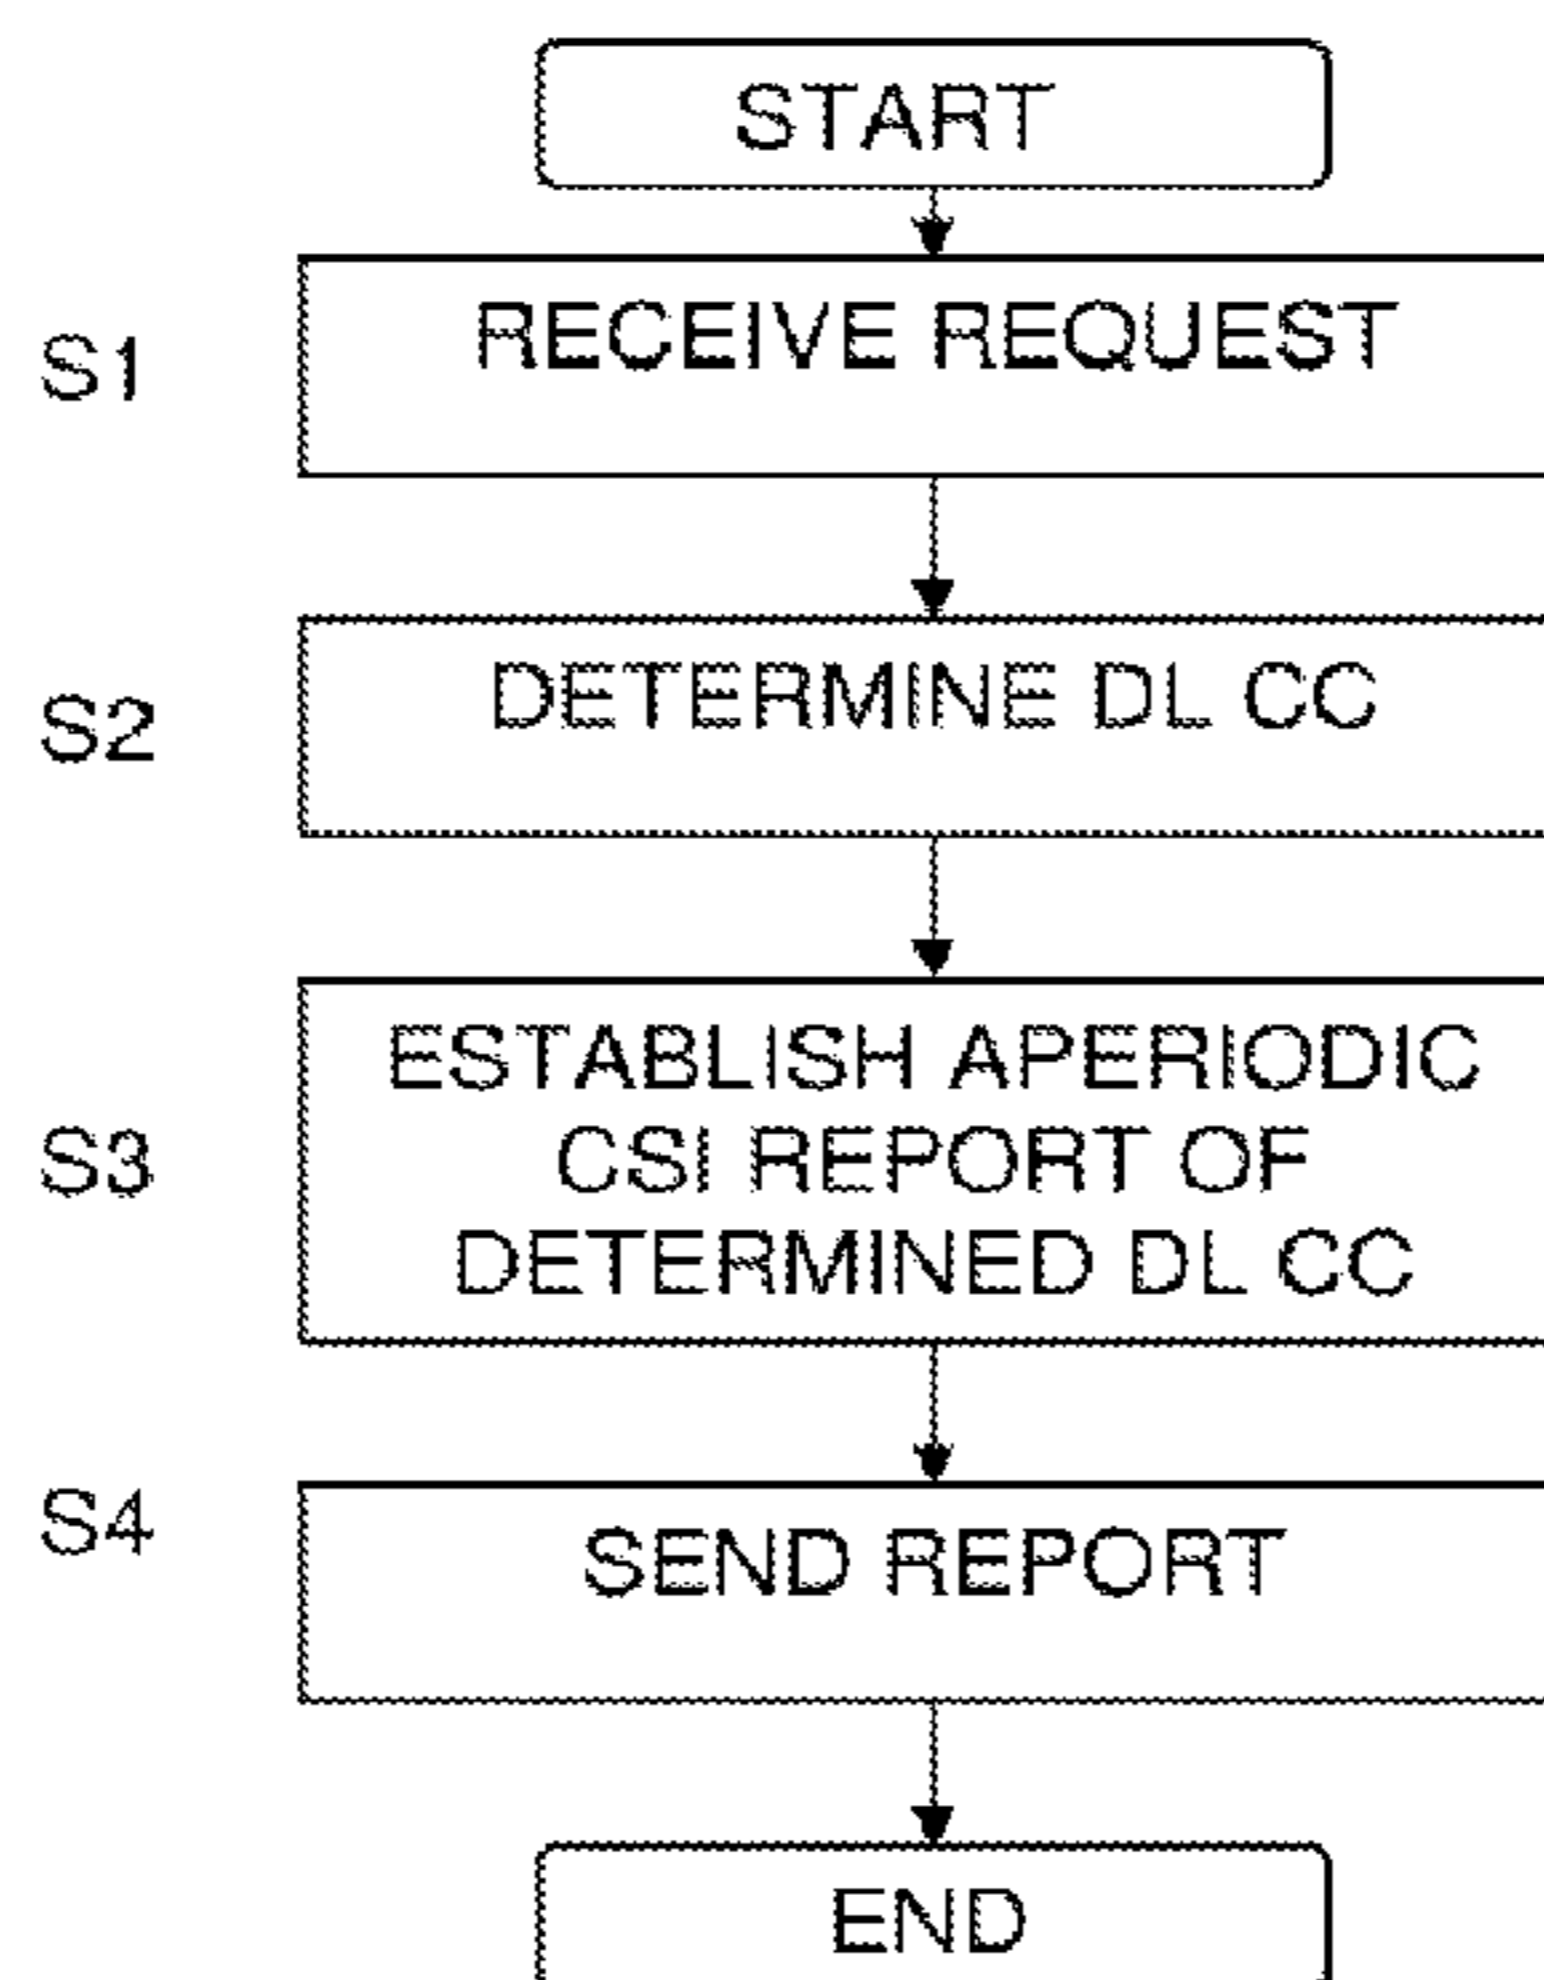 START
S1
RECEIVE REQUEST
S2
DETERMINE DL CC
S3
ESTABLISH APERIODIC
CSI REPORT OF
DETERMINED DL CC
S4
SEND REPORT
END